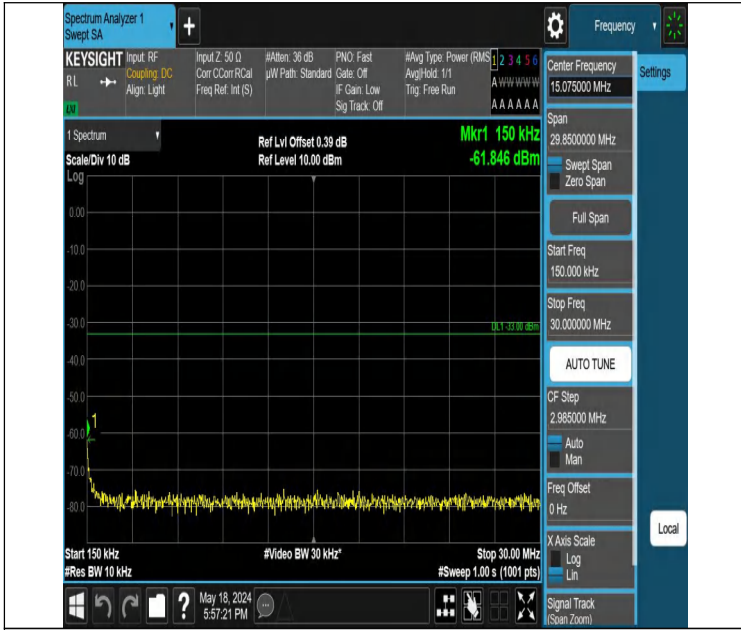 Spectrum Analyzer 1
Swept SA
+
Frequency
KEYSIGHT
RL
Input: RF
Coupling: DC
Align: Light
Input Z: 50 Ω
Corr CCorr RCal
Freq Ref: Int (S)
#Atten: 36 dB
µW Path: Standard
PNO: Fast
Gate: Off
IF Gain: Low
Sig Track: Off
#Avg Type: Power (RMS
Avg|Hold: 1/1
Trig: Free Run
1 2 3 4 5 6
A W W W W W
A A A A A A
1 Spectrum
Scale/Div 10 dB
Ref Lvl Offset 0.39 dB
Ref Level 10.00 dBm
Mkr1 150 kHz
-61.846 dBm
Log
0.00
-10.0
-20.0
-30.0
DL1 -33.00 dBm
-40.0
-50.0
1
-60.0
-70.0
-80.0
Start 150 kHz
#Res BW 10 kHz
#Video BW 30 kHz*
Stop 30.00 MHz
#Sweep 1.00 s (1001 pts)
May 18, 2024
5:57:21 PM
Center Frequency
15.075000 MHz
Settings
Span
29.8500000 MHz
Swept Span
Zero Span
Full Span
Start Freq
150.000 kHz
Stop Freq
30.000000 MHz
AUTO TUNE
CF Step
2.985000 MHz
Auto
Man
Freq Offset
0 Hz
X Axis Scale
Log
Lin
Local
Signal Track
(Span Zoom)